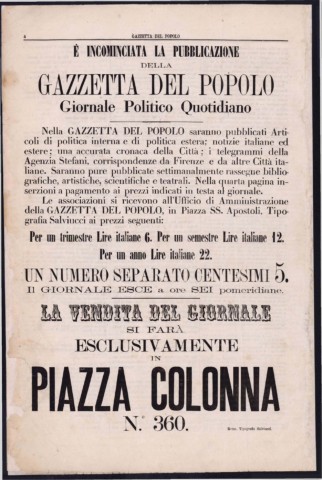 GAZZETTA DEL POPOLO
È INCOMINCIATA LA PUBBLICAZIONE
DELLA
GAZZETTA DEL POPOLO
Giornale Politico Quotidiano
Nella GAZZETTA DEL POPOLO saranno pubblicati Arti-
coli di politica interna e di politica estera; notizie italiane ed
estere; una accurata cronaca della Città; i telegrammi della
Agenzia Stefani, corrispondenze da Firenze e da altre Città ita-
liane. Saranno pure pubblicate settimanalmente rassegne biblio-
grafiche, artistiche, scientifiche e teatrali. Nella quarta pagina in-
serzioni a pagamento ai prezzi indicati in testa al giornale.
Le associazioni si ricevono all'Ufficio di Amministrazione
della GAZZETTA DEL POPOLO, in Piazza SS. Apostoli, Tipo-
grafia Salviucci ai prezzi seguenti:
Per un trimestre Lire italiane 6. Per un semestre Lire italiane 12.
Per un anno Lire italiane 22.
UN NUMERO SEPARATO CENTESIMI 5.
Il GIORNALE ESCE a ore SEI pomeridiane.
LA VENDITA DEL GIORNALE
SI FARÀ
ESCLUSIVAMENTE
IN
PIAZZA COLONNA
N.° 360.
Roma, Tipografia Salviucci.